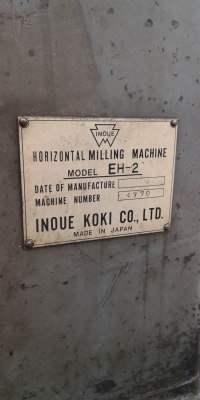 INOUE
HORIZONTAL MILLING MACHINE
MODEL EH-2
DATE OF MANUFACTURE
MACHINE NUMBER
INOUE KOKI CO., LTD.
MADE IN JAPAN